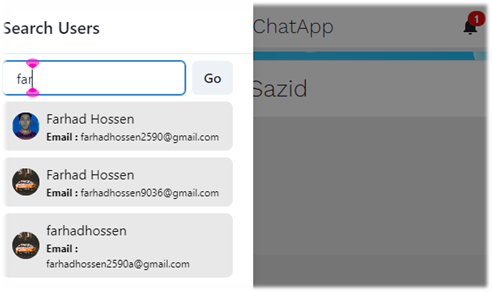 Search Users
ChatApp
1
far
Go
Sazid
Farhad Hossen
Email : farhadhossen2590@gmail.com
Farhad Hossen
Email : farhadhossen9036@gmail.com
farhadhossen
Email :
farhadhossen2590a@gmail.com